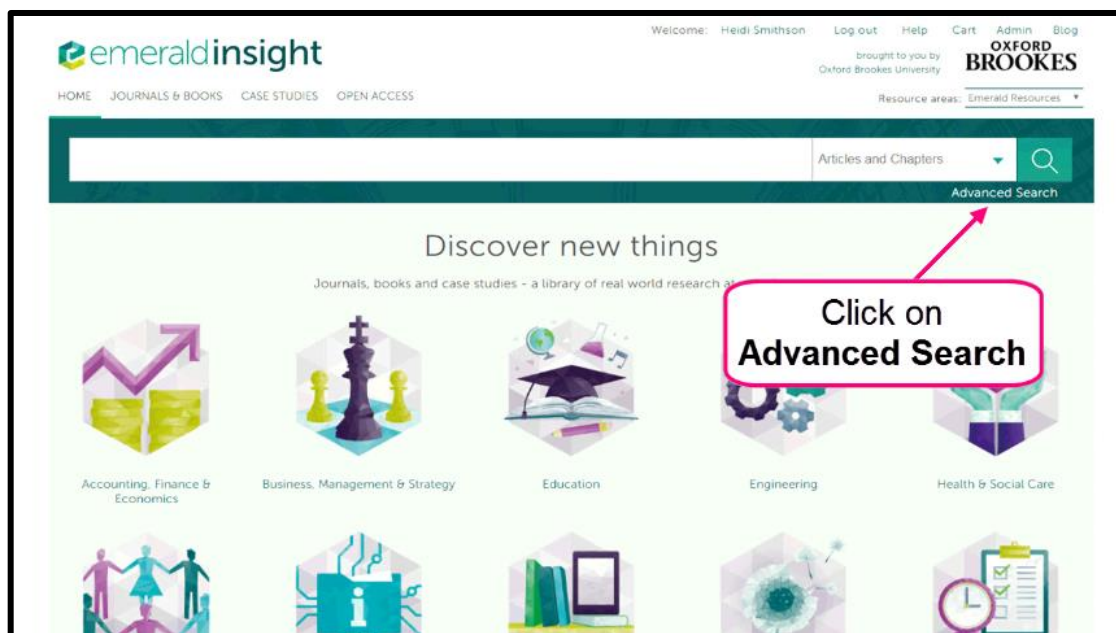 Welcome: Heidi Smithson Log out Help Cart Admin Blog
emeraldinsight
brought to you by
Oxford Brookes University
OXFORD
BROOKES
HOME JOURNALS & BOOKS CASE STUDIES OPEN ACCESS
Resource areas: Emerald Resources
Articles and Chapters
Advanced Search
Discover new things
Journals, books and case studies - a library of real world research at
Click on
Advanced Search
Accounting, Finance &
Economics
Business, Management & Strategy
Education
Engineering
Health & Social Care
i